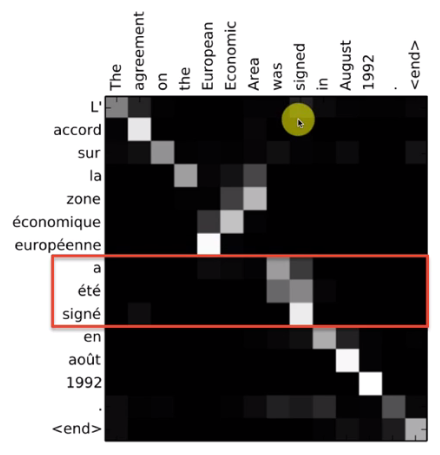 The agreement on the European Economic Area was signed in August 1992 . <end>
L'
accord
sur
la
zone
économique
européenne
a
été
signé
en
août
1992
.
<end>